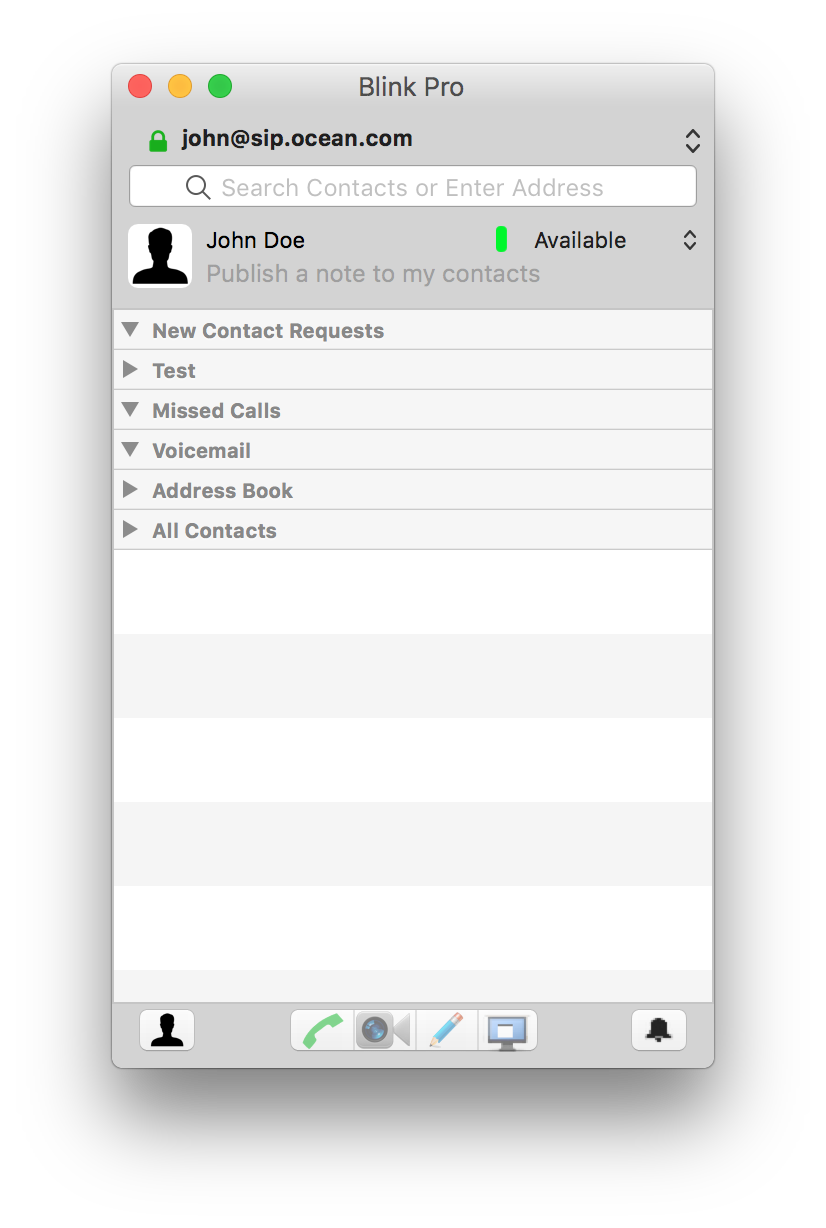 Blink Pro
john@sip.ocean.com
Search Contacts or Enter Address
John Doe Available
Publish a note to my contacts
New Contact Requests
Test
Missed Calls
Voicemail
Address Book
All Contacts